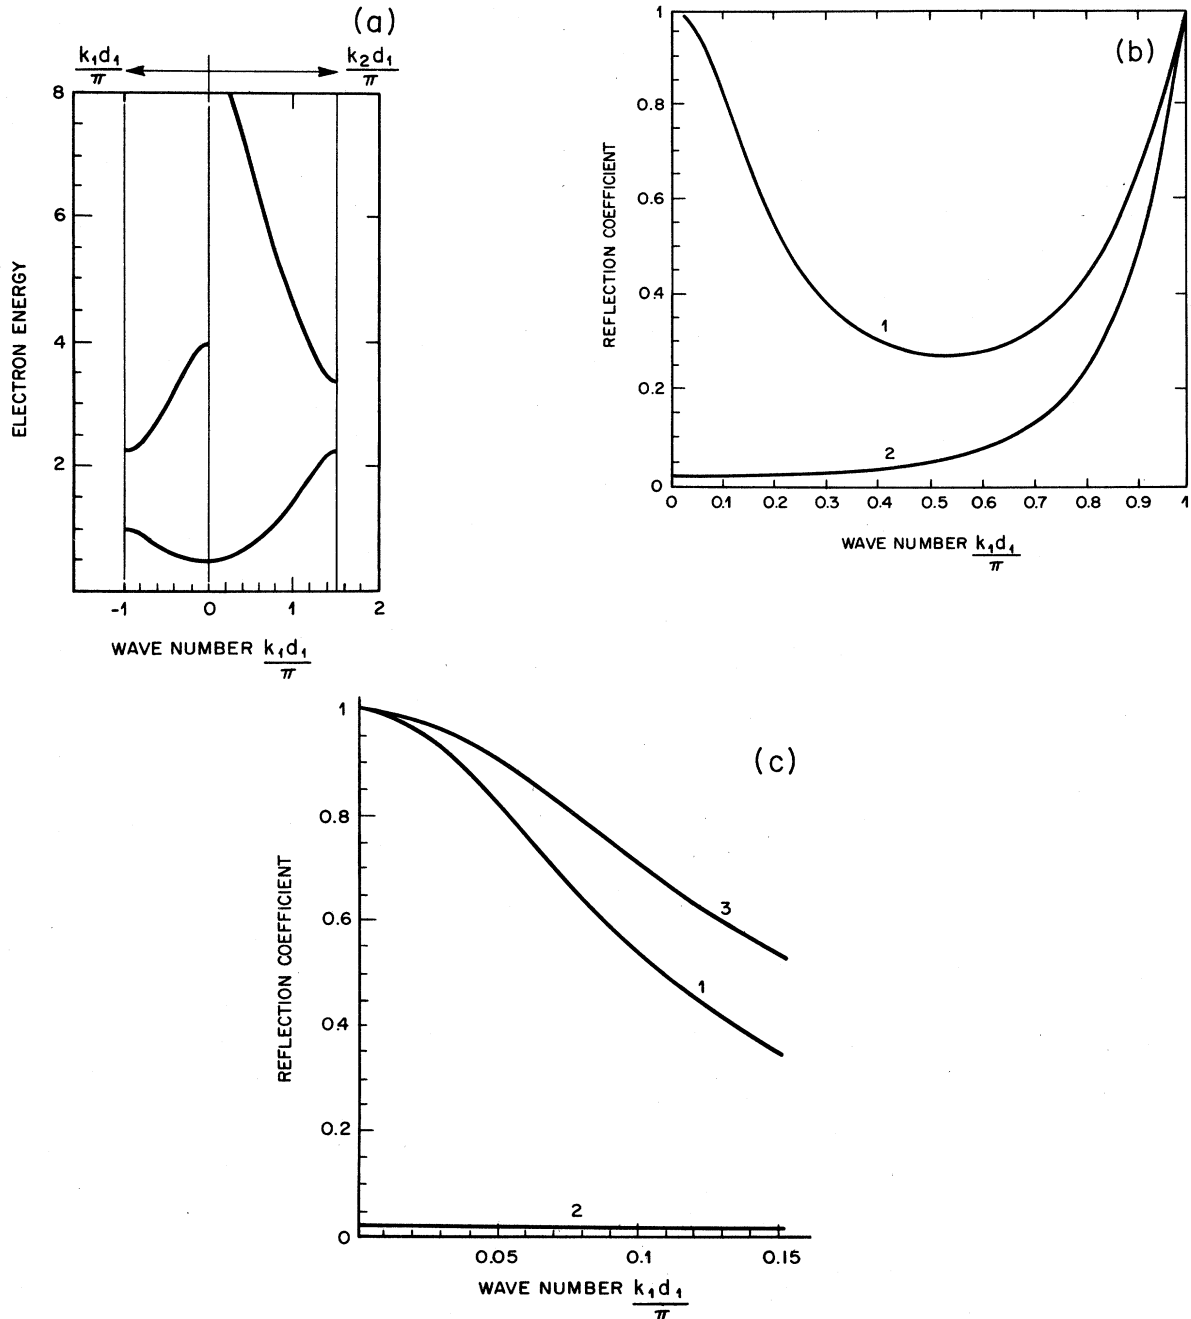 (a)
k₁d₁
π
k₂d₁
π
8
6
4
2
ELECTRON ENERGY
-1 0 1 2
WAVE NUMBER k₁d₁
π
(b)
1
0.8
0.6
0.4
0.2
0
REFLECTION COEFFICIENT
1
2
0 0.1 0.2 0.3 0.4 0.5 0.6 0.7 0.8 0.9 1
WAVE NUMBER k₁d₁
π
(c)
1
0.8
0.6
0.4
0.2
0
REFLECTION COEFFICIENT
3
1
2
0.05 0.1 0.15
WAVE NUMBER k₁d₁
π